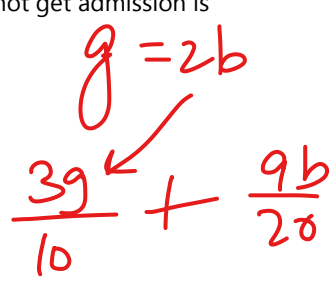 not get admission is
g = 2b
3g/10 + 9b/20